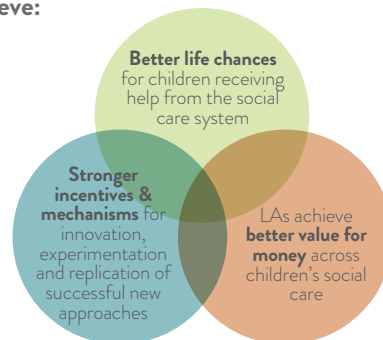 eve:
Better life chances
for children receiving
help from the social
care system
Stronger
incentives &
mechanisms for
innovation,
experimentation
and replication of
successful new
approaches
LAs achieve
better value for
money across
children's social
care